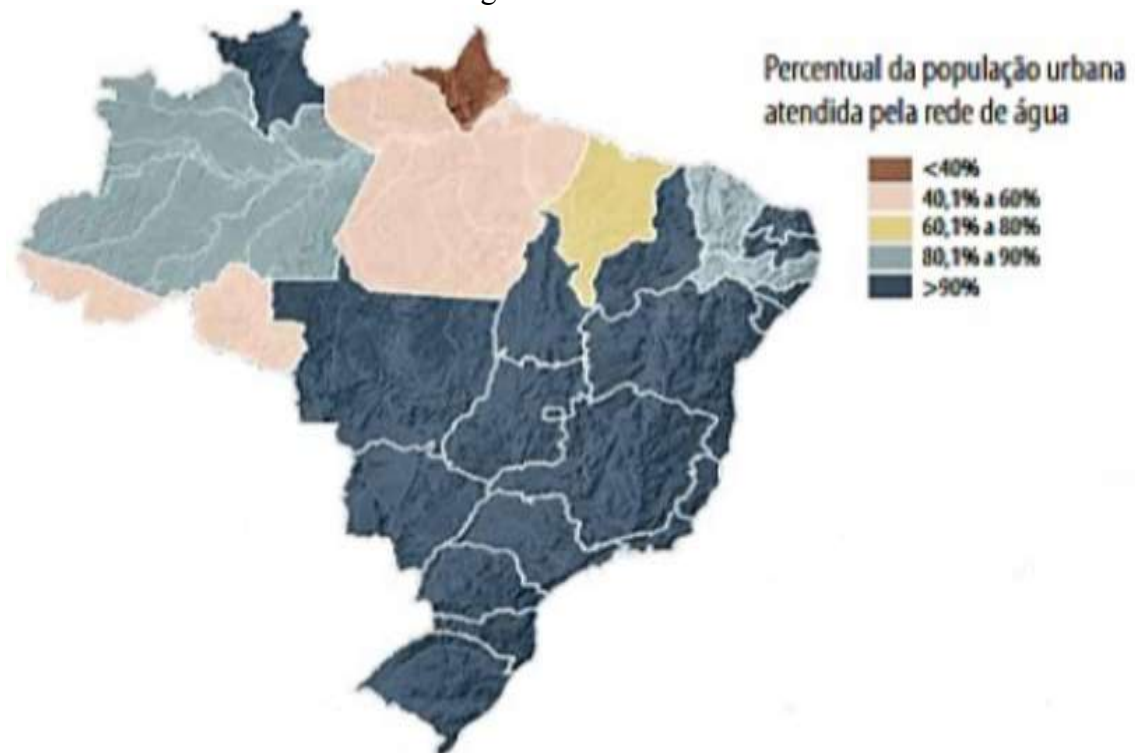 Percentual da população urbana
atendida pela rede de água
<40%
40,1% a 60%
60,1% a 80%
80,1% a 90%
>90%